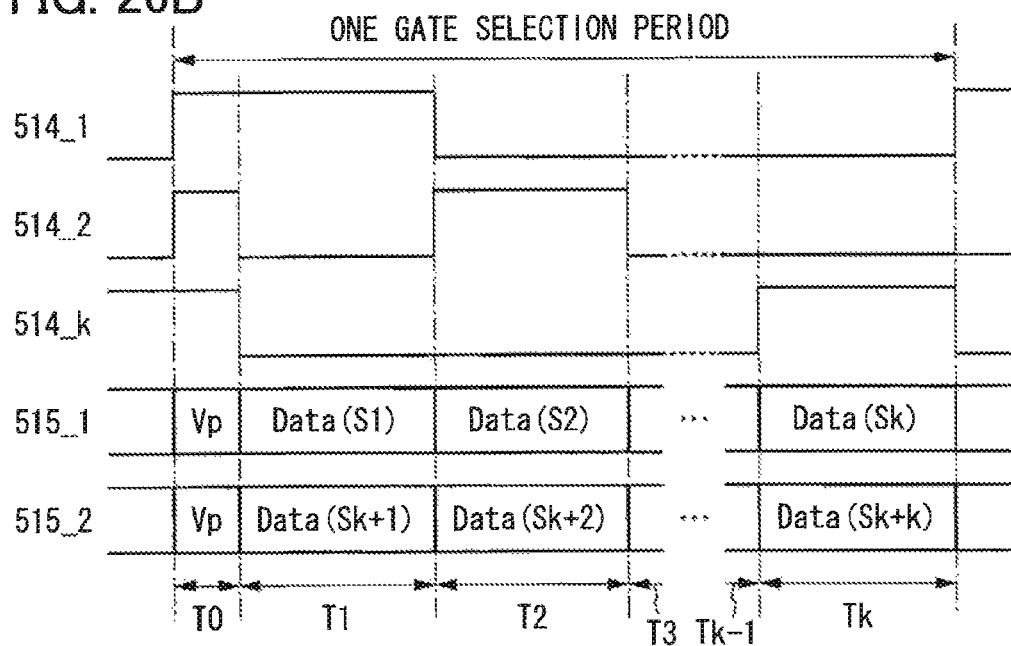 FIG. 20B
ONE GATE SELECTION PERIOD
514_1
514_2
514_k
515_1 Vp Data(S1) Data(S2) ... Data(Sk)
515_2 Vp Data(Sk+1) Data(Sk+2) ... Data(Sk+k)
T0 T1 T2 T3 Tk-1 Tk